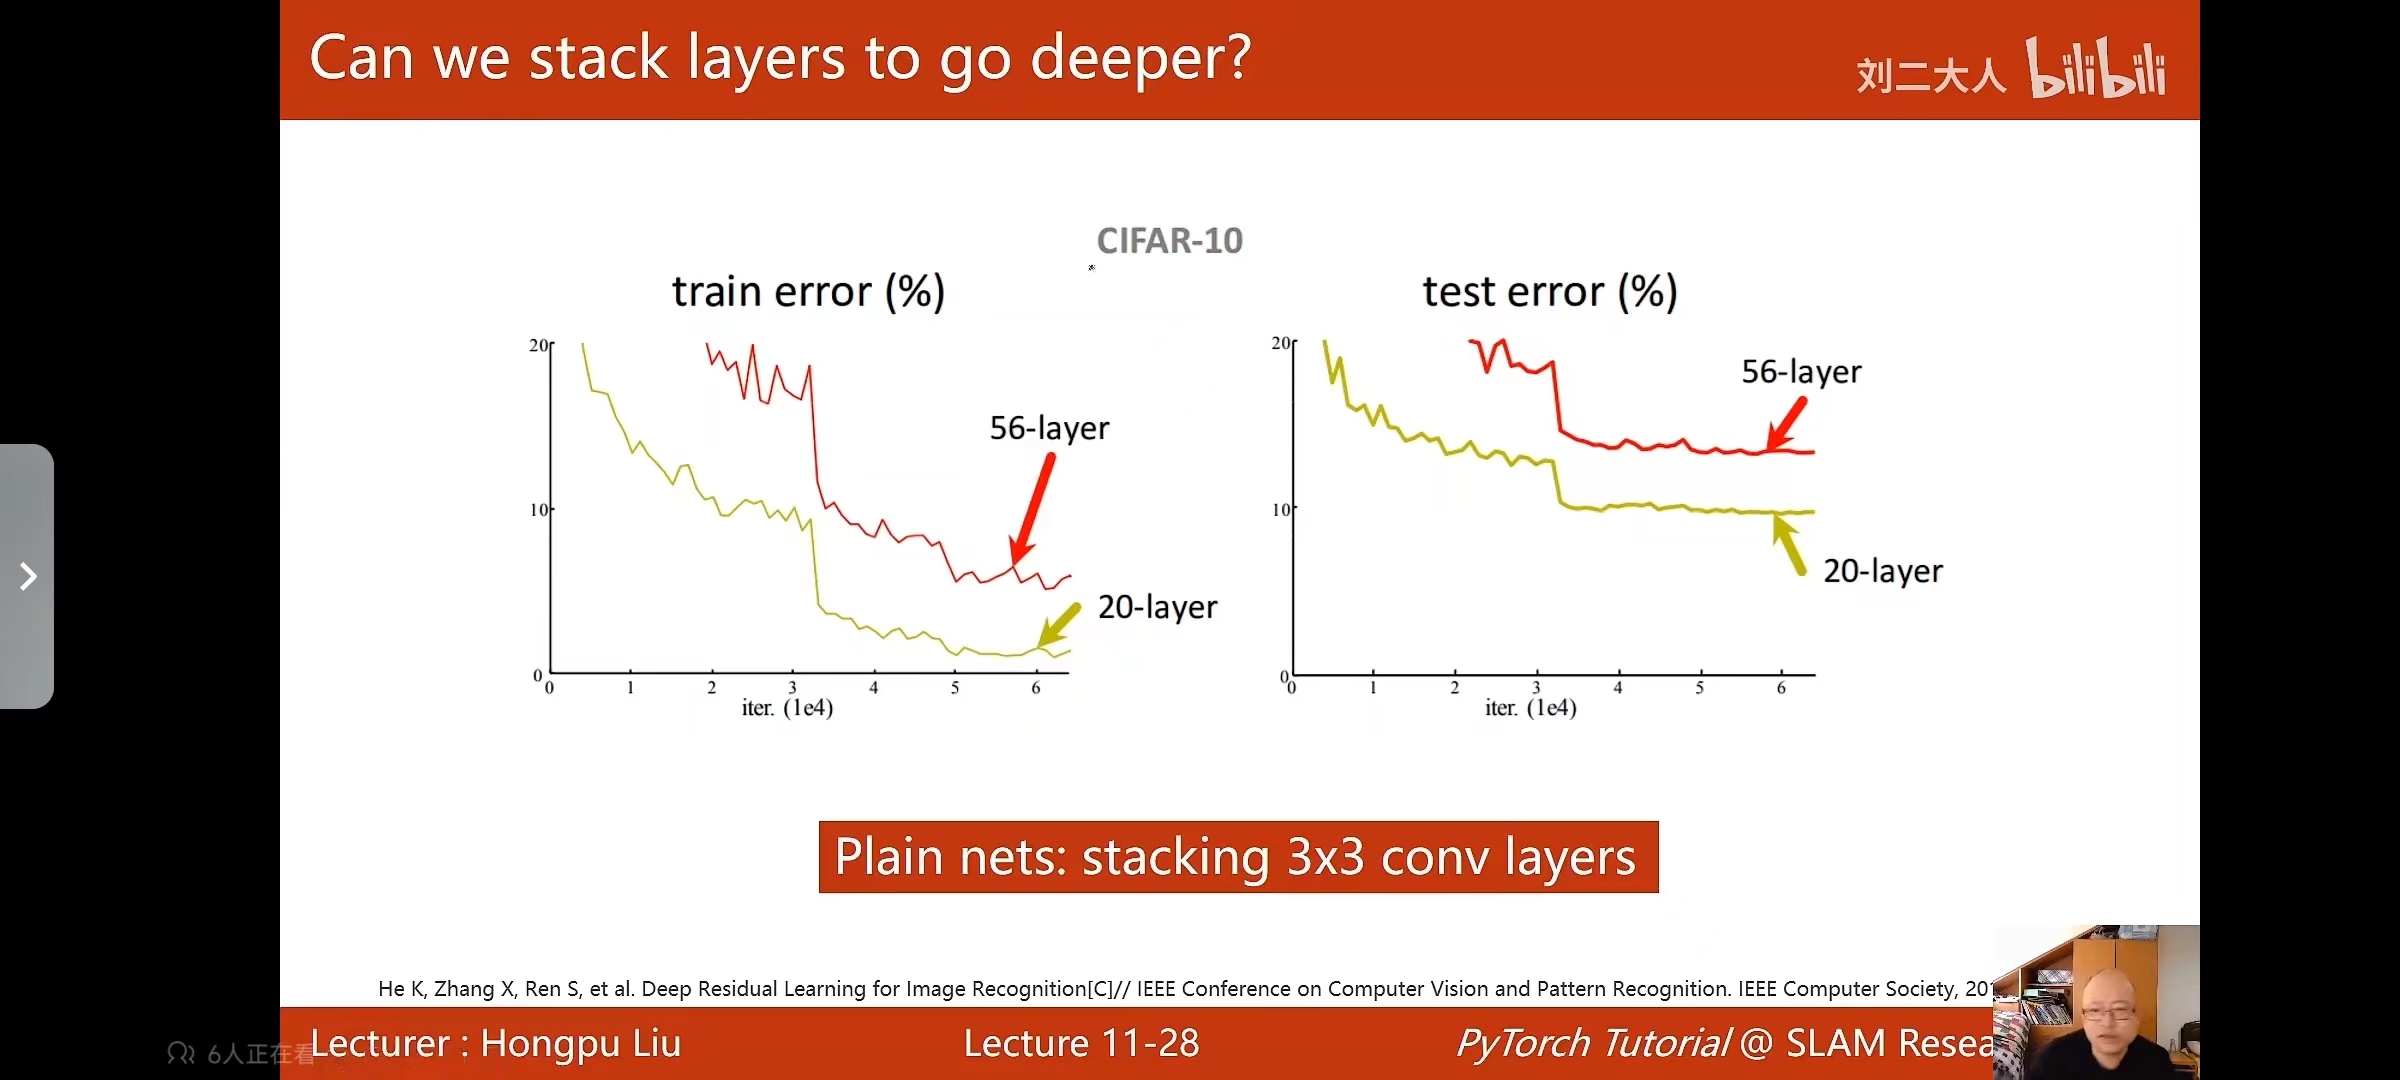 Can we stack layers to go deeper?
刘二大人 bilibili
CIFAR-10
train error (%)
test error (%)
20
10
0
0 1 2 3 4 5 6
iter. (1e4)
56-layer
20-layer
20
10
0
0 1 2 3 4 5 6
iter. (1e4)
56-layer
20-layer
Plain nets: stacking 3x3 conv layers
He K, Zhang X, Ren S, et al. Deep Residual Learning for Image Recognition[C]// IEEE Conference on Computer Vision and Pattern Recognition. IEEE Computer Society,
6人正在看
Lecturer : Hongpu Liu
Lecture 11-28
PyTorch Tutorial @ SLAM